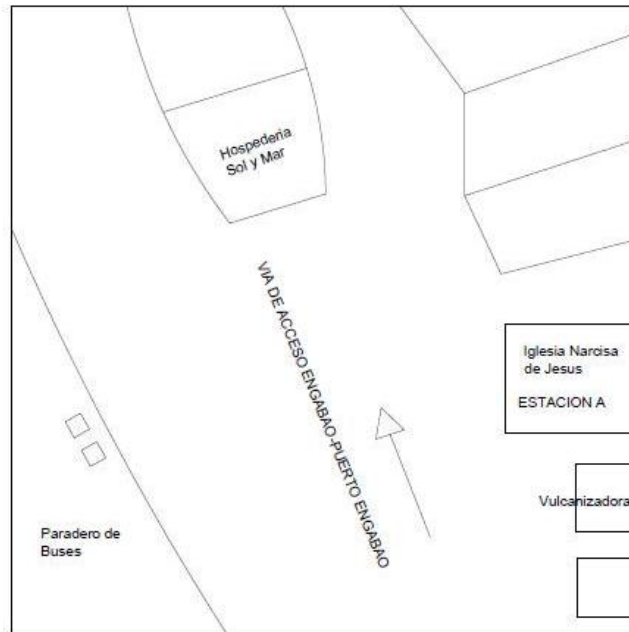 Hospederia
Sol y Mar
VIA DE ACCESO ENGABAO-PUERTO ENGABAO
Iglesia Narcisa
de Jesus
ESTACION A
Vulcanizadora
Paradero de
Buses